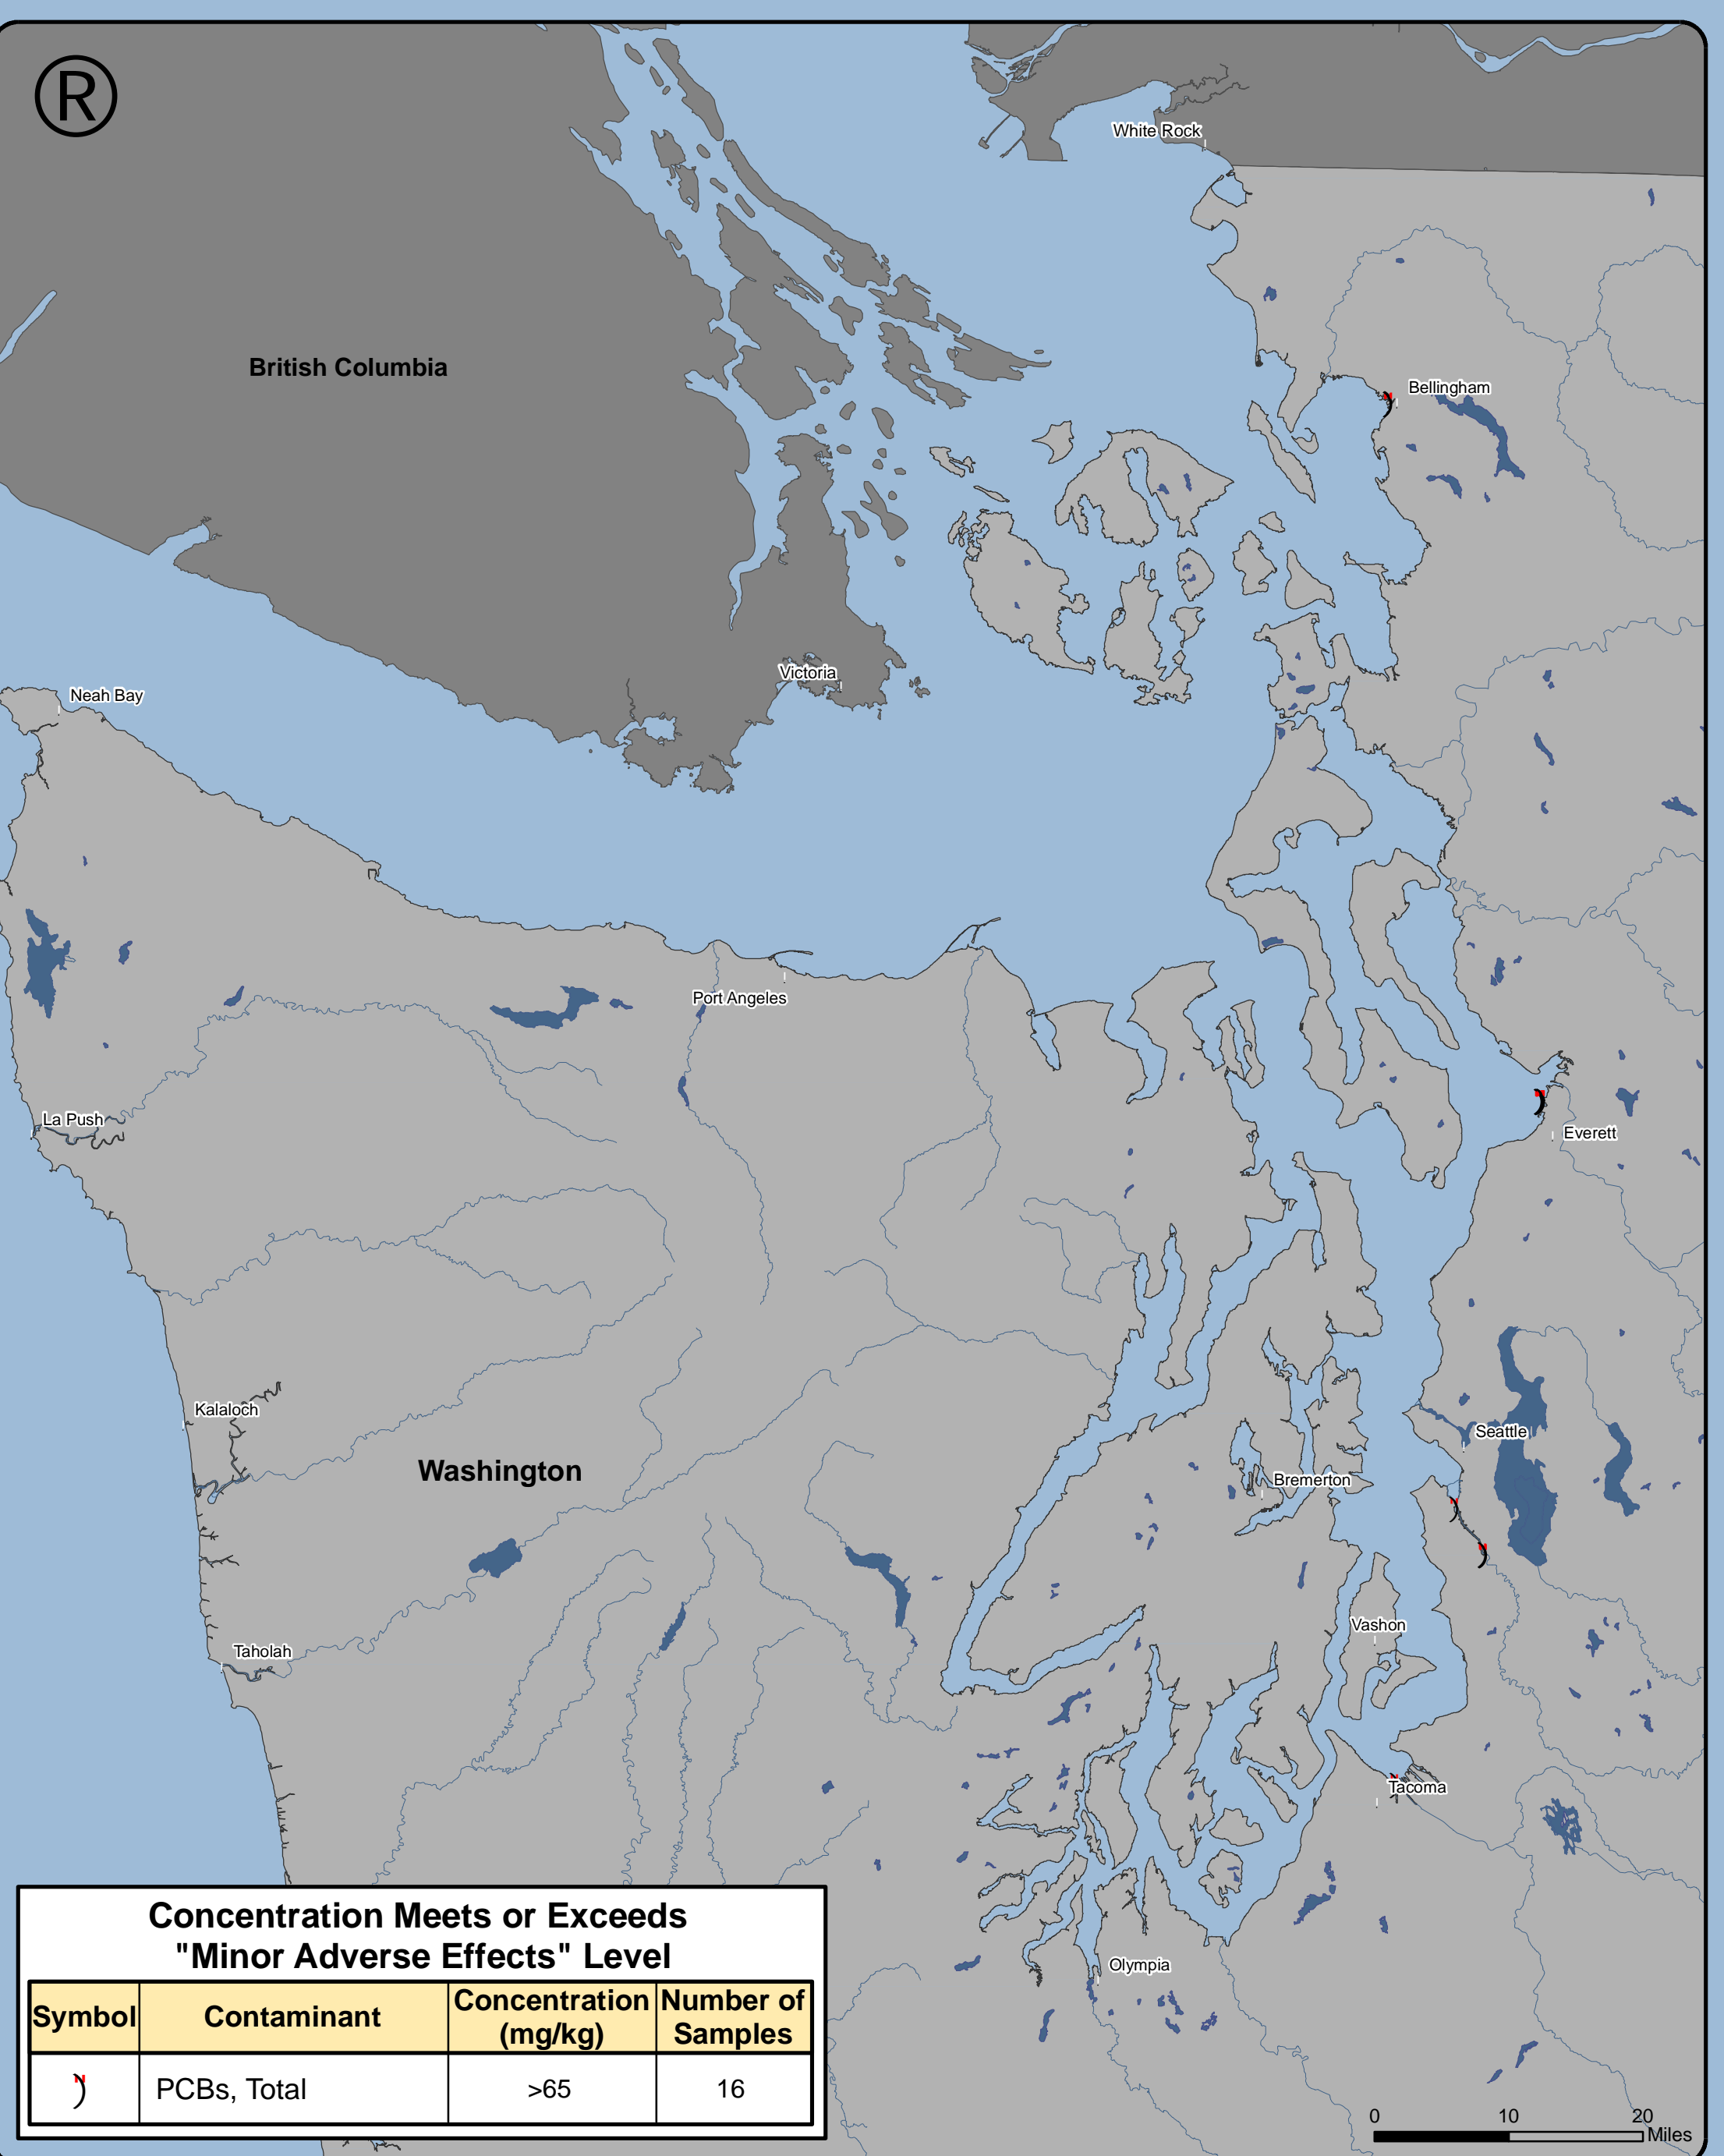 ®
White Rock
British Columbia
Bellingham
Victoria
Neah Bay
Port Angeles
La Push
Everett
Kalaloch
Seattle
Washington
Bremerton
Vashon
Taholah
Tacoma
Olympia
Concentration Meets or Exceeds
"Minor Adverse Effects" Level
Symbol Contaminant Concentration (mg/kg) Number of Samples
) PCBs, Total >65 16
0 10 20
Miles